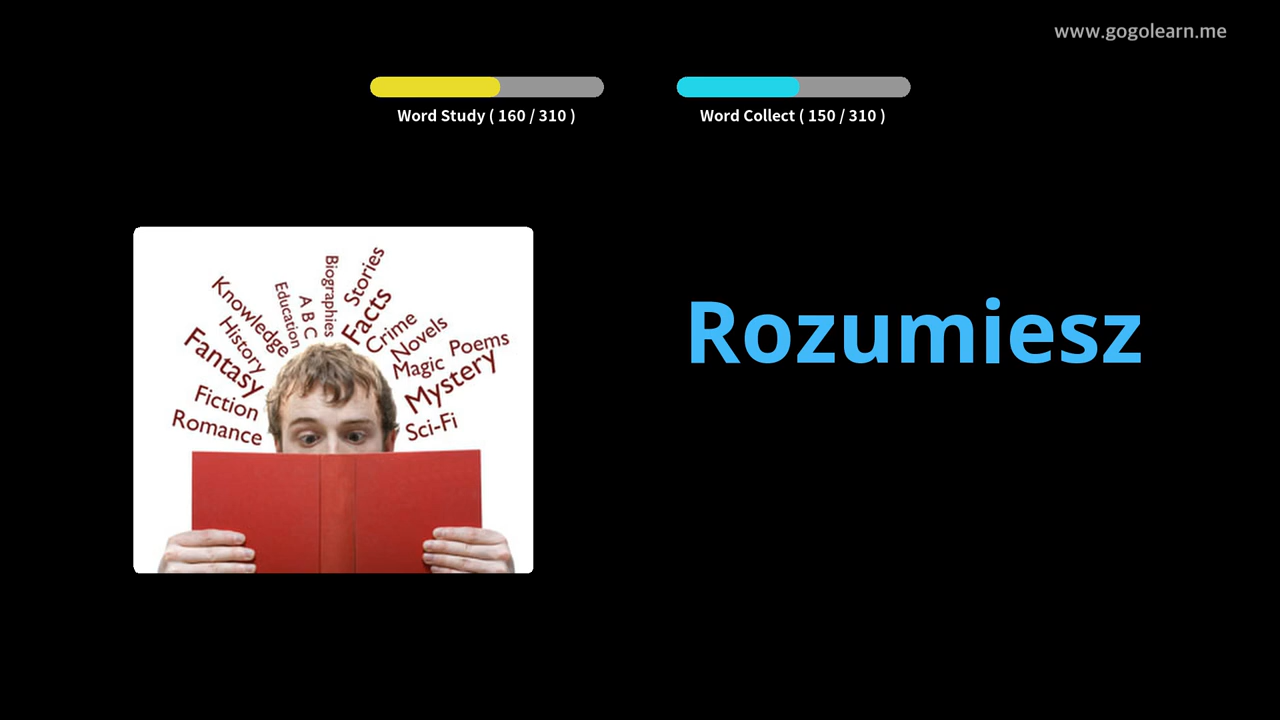 www.gogolearn.me
Word Study ( 160 / 310 )
Word Collect ( 150 / 310 )
Rozumiesz
Biographies
Stories
Education
A B C
Facts
Knowledge
Crime
History
Novels
Fantasy
Magic
Poems
Mystery
Fiction
Romance
Sci-Fi